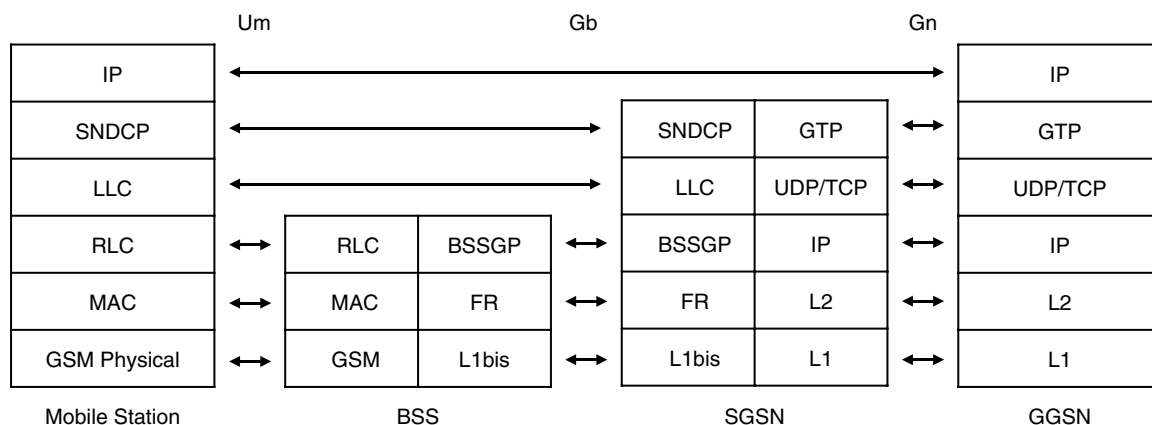 Um Gb Gn
IP IP
SNDCP SNDCP GTP GTP
LLC LLC UDP/TCP UDP/TCP
RLC RLC BSSGP BSSGP IP IP
MAC MAC FR FR L2 L2
GSM Physical GSM L1bis L1bis L1 L1
Mobile Station BSS SGSN GGSN